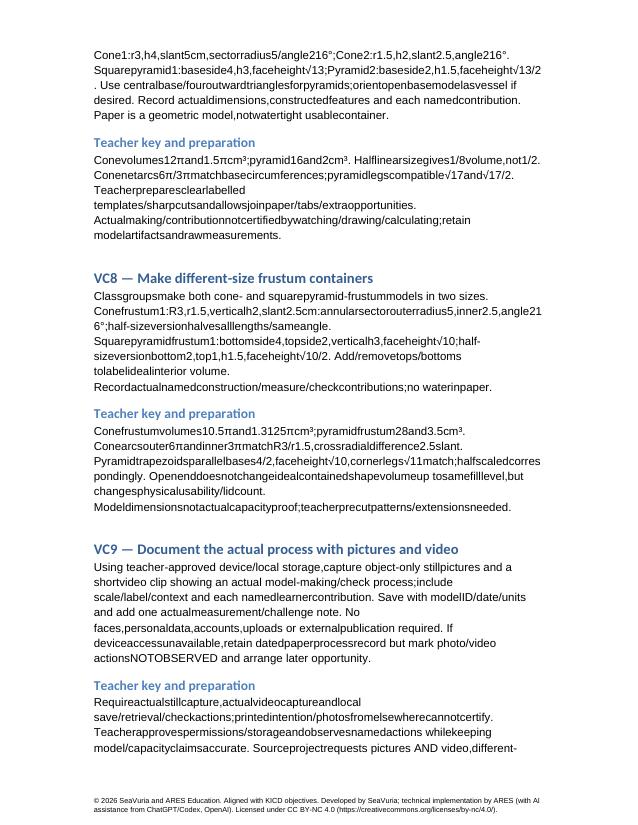 Cone1:r3,h4,slant5cm,sectorradius5/angle216°;Cone2:r1.5,h2,slant2.5,angle216°.
Squarepyramid1:baseside4,h3,faceheight√13;Pyramid2:baseside2,h1.5,faceheight√13/2
. Use centralbase/fouroutwardtrianglesforpyramids;orientopenbasemodelasvessel if
desired. Record actualdimensions,constructedfeatures and each namedcontribution.
Paper is a geometric model,notwatertight usablecontainer.
Teacher key and preparation
Conevolumes12πand1.5πcm³;pyramid16and2cm³. Halflinearsizegives1/8volume,not1/2.
Conenetarcs6π/3πmatchbasecircumferences;pyramidlegscompatible√17and√17/2.
Teacherpreparesclearlabelled
templates/sharpcutsandallowsjoinpaper/tabs/extraopportunities.
Actualmaking/contributionnotcertifiedbywatching/drawing/calculating;retain
modelartifactsandrawmeasurements.
VC8 — Make different-size frustum containers
Classgroupsmake both cone- and squarepyramid-frustummodels in two sizes.
Conefrustum1:R3,r1.5,verticalh2,slant2.5cm:annularsectorouterradius5,inner2.5,angle21
6°;half-sizeversionhalvesalllengths/sameangle.
Squarepyramidfrustum1:bottomside4,topside2,verticalh3,faceheight√10;half-
sizeversionbottom2,top1,h1.5,faceheight√10/2. Add/removetops/bottoms
tolabelidealinterior volume.
Recordactualnamedconstruction/measure/checkcontributions;no waterinpaper.
Teacher key and preparation
Conefrustumvolumes10.5πand1.3125πcm³;pyramidfrustum28and3.5cm³.
Conearcsouter6πandinner3πmatchR3/r1.5,crossradialdifference2.5slant.
Pyramidtrapezoidsparallelbases4/2,faceheight√10,cornerlegs√11match;halfscaledcorres
pondingly. Openenddoesnotchangeidealcontainedshapevolumeup tosamefilllevel,but
changesphysicalusability/lidcount.
Modeldimensionsnotactualcapacityproof;teacherprecutpatterns/extensionsneeded.
VC9 — Document the actual process with pictures and video
Using teacher-approved device/local storage,capture object-only stillpictures and a
shortvideo clip showing an actual model-making/check process;include
scale/label/context and each namedlearnercontribution. Save with modelID/date/units
and add one actualmeasurement/challenge note. No
faces,personaldata,accounts,uploads or externalpublication required. If
deviceaccessunavailable,retain datedpaperprocessrecord but mark photo/video
actionsNOTOBSERVED and arrange later opportunity.
Teacher key and preparation
Requireactualstillcapture,actualvideocaptureandlocal
save/retrieval/checkactions;printedintention/photosfromelsewherecannotcertify.
Teacherapprovespermissions/storageandobservesnamedactions whilekeeping
model/capacityclaimsaccurate. Sourceprojectrequests pictures AND video,different-
© 2026 SeaVuria and ARES Education. Aligned with KICD objectives. Developed by SeaVuria; technical implementation by ARES (with AI
assistance from ChatGPT/Codex, OpenAI). Licensed under CC BY-NC 4.0 (https://creativecommons.org/licenses/by-nc/4.0/).